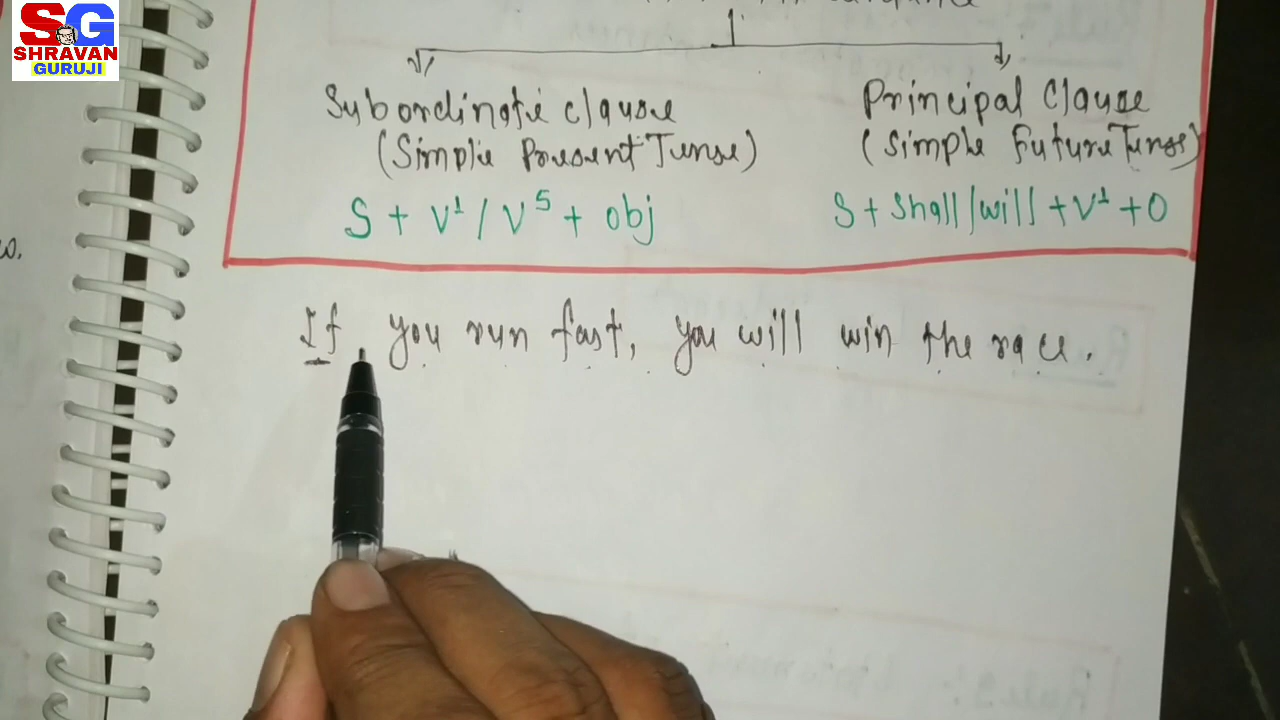 SG
SHRAVAN
GURUJI
Subordinate clause
Principal Clause
(Simple Present Tense)
(Simple Future Tense)
S + V¹ / V⁵ + obj
S + Shall/will + V¹ + O
If you run fast, you will win the race.